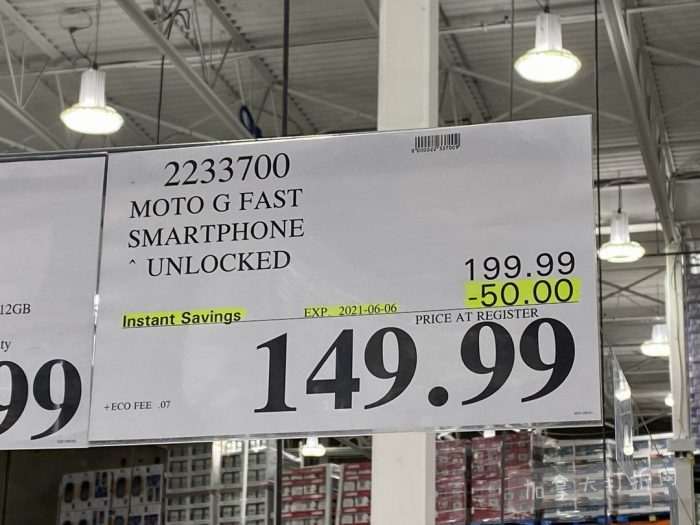 2233700
MOTO G FAST
SMARTPHONE
^ UNLOCKED
199.99
-50.00
Instant Savings
EXP. 2021-06-06
PRICE AT REGISTER
149.99
+ECO FEE .07
12GB
ty
99